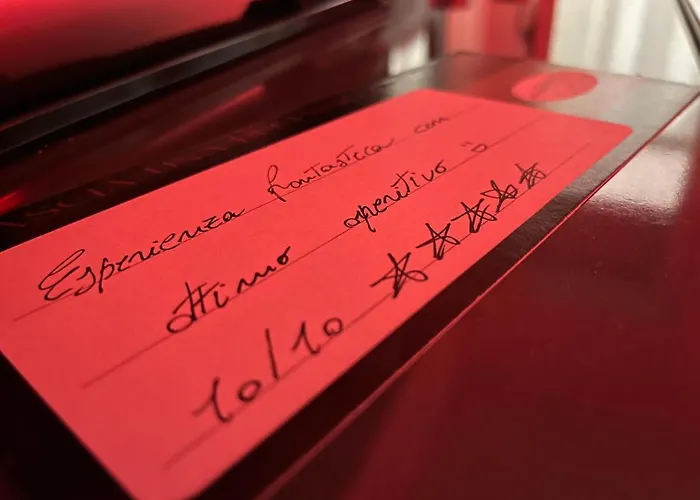 Esperienza fantastica con
ottimo aperitivo :)
10/10 ☆☆☆☆☆